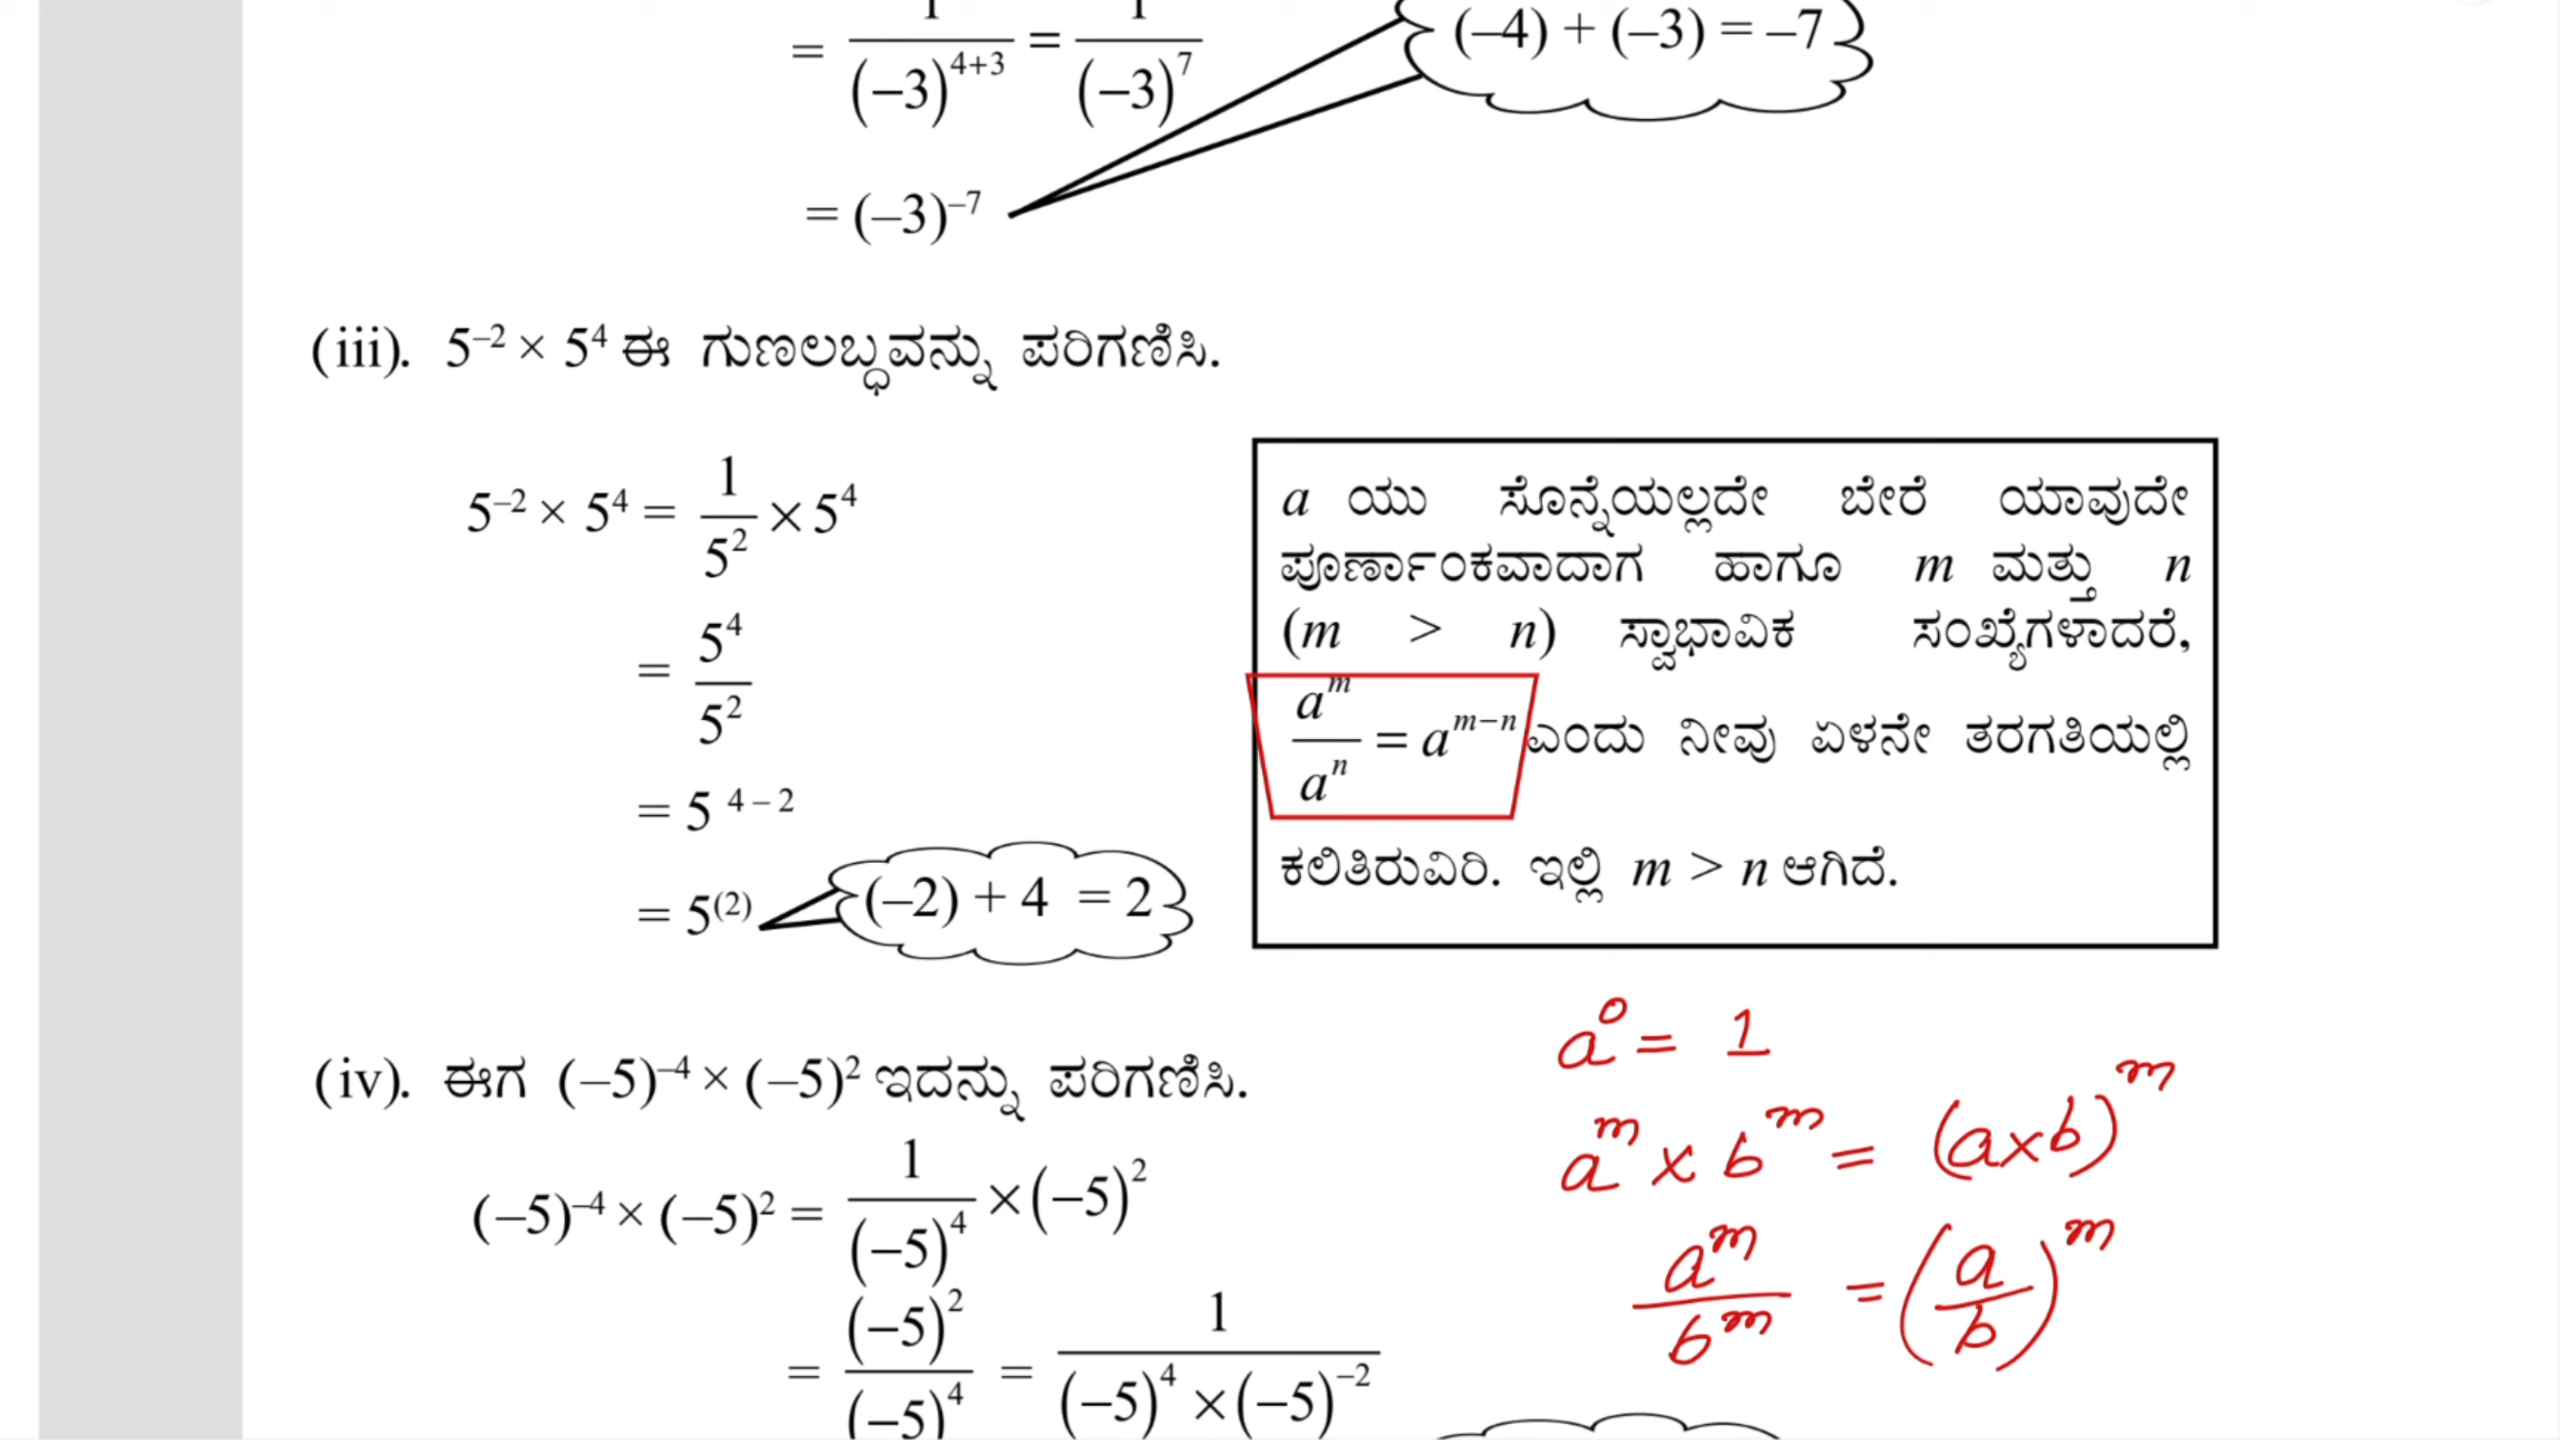 = 1/(–3)^(4+3) = 1/(–3)^7
(–4) + (–3) = –7
= (–3)^–7
(iii). 5^–2 × 5^4 ಈ ಗುಣಲಬ್ಧವನ್ನು ಪರಿಗಣಿಸಿ.
5^–2 × 5^4 = 1/5^2 × 5^4
= 5^4/5^2
= 5^(4 – 2)
= 5^(2)
(–2) + 4 = 2
a ಯು ಸೊನ್ನೆಯಲ್ಲದೇ ಬೇರೆ ಯಾವುದೇ
ಪೂರ್ಣಾಂಕವಾದಾಗ ಹಾಗೂ m ಮತ್ತು n
(m > n) ಸ್ವಾಭಾವಿಕ ಸಂಖ್ಯೆಗಳಾದರೆ,
a^m/a^n = a^(m–n) ಎಂದು ನೀವು ಏಳನೇ ತರಗತಿಯಲ್ಲಿ
ಕಲಿತಿರುವಿರಿ. ಇಲ್ಲಿ m > n ಆಗಿದೆ.
(iv). ಈಗ (–5)^–4 × (–5)^2 ಇದನ್ನು ಪರಿಗಣಿಸಿ.
(–5)^–4 × (–5)^2 = 1/(–5)^4 × (–5)^2
= (–5)^2/(–5)^4 = 1/((–5)^4 × (–5)^–2)
a^0 = 1
a^m x b^m = (axb)^m
a^m/b^m = (a/b)^m